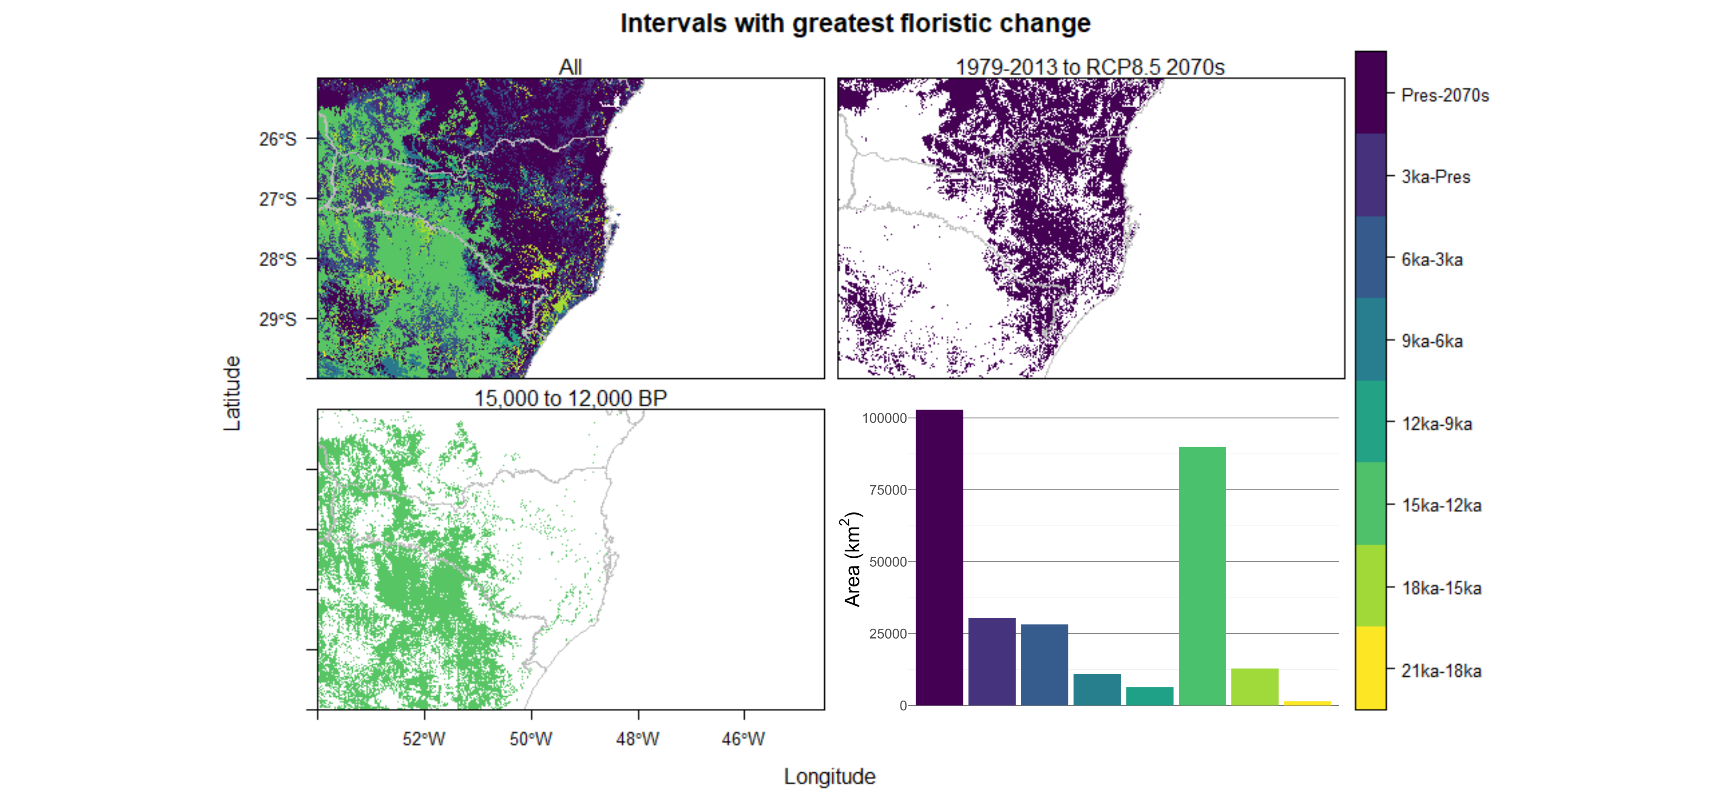 Intervals with greatest floristic change
All
1979-2013 to RCP8.5 2070s
26°S
27°S
28°S
29°S
Latitude
15,000 to 12,000 BP
52°W
50°W
48°W
46°W
Longitude
Area (km²)
100000
75000
50000
25000
0
Pres-2070s
3ka-Pres
6ka-3ka
9ka-6ka
12ka-9ka
15ka-12ka
18ka-15ka
21ka-18ka